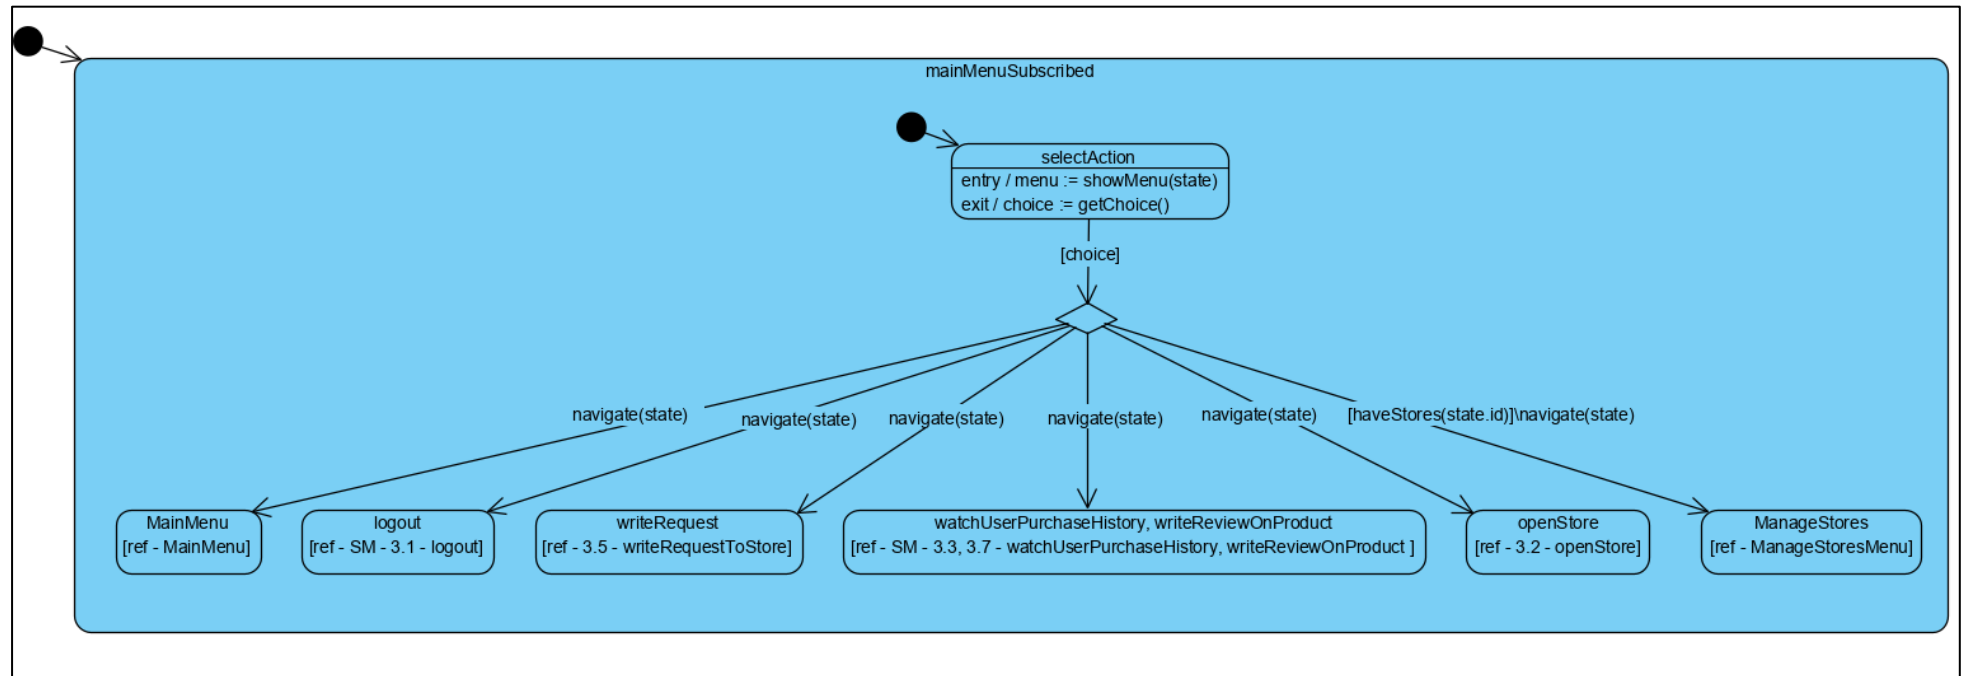 mainMenuSubscribed
selectAction
entry / menu := showMenu(state)
exit / choice := getChoice()
[choice]
navigate(state)
navigate(state)
navigate(state)
navigate(state)
navigate(state)
[haveStores(state.id)]\navigate(state)
MainMenu
[ref - MainMenu]
logout
[ref - SM - 3.1 - logout]
writeRequest
[ref - 3.5 - writeRequestToStore]
watchUserPurchaseHistory, writeReviewOnProduct
[ref - SM - 3.3, 3.7 - watchUserPurchaseHistory, writeReviewOnProduct ]
openStore
[ref - 3.2 - openStore]
ManageStores
[ref - ManageStoresMenu]